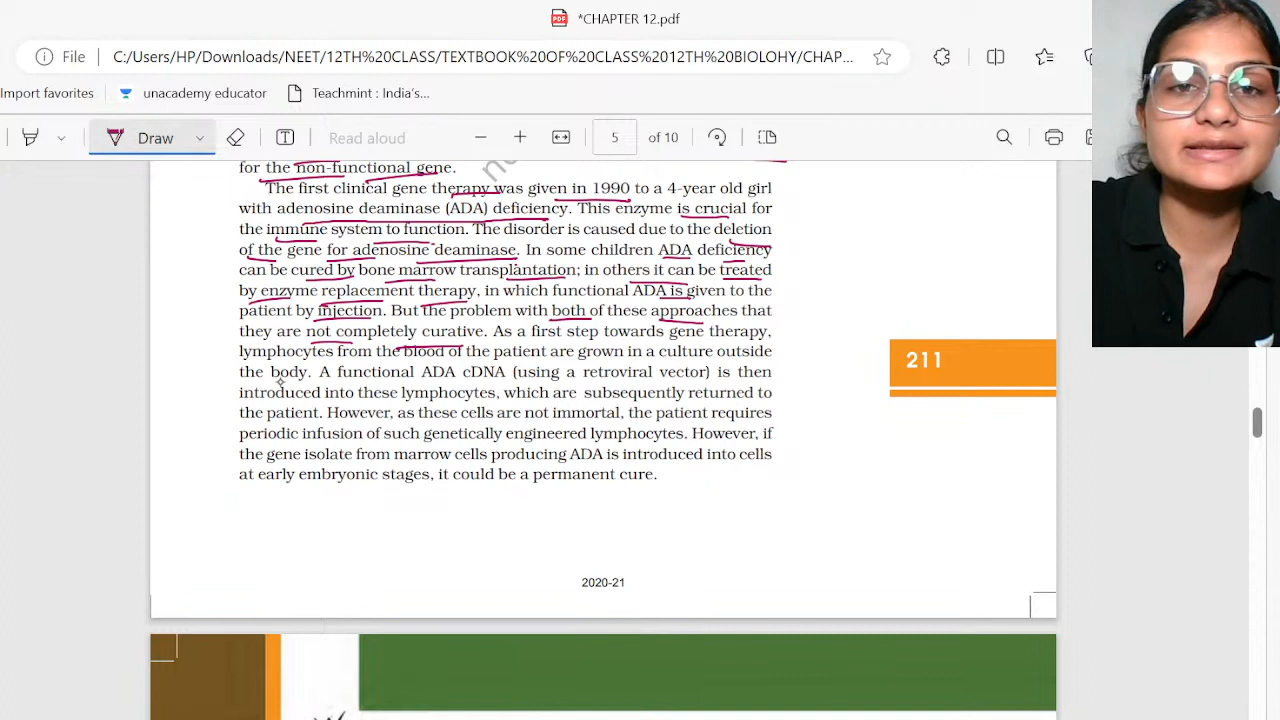 *CHAPTER 12.pdf
File C:/Users/HP/Downloads/NEET/12TH%20CLASS/TEXTBOOK%20OF%20CLASS%2012TH%20BIOLOHY/CHAP...
Import favorites unacademy educator Teachmint : India's...
Draw Read aloud 5 of 10
for the non-functional gene.
The first clinical gene therapy was given in 1990 to a 4-year old girl
with adenosine deaminase (ADA) deficiency. This enzyme is crucial for
the immune system to function. The disorder is caused due to the deletion
of the gene for adenosine deaminase. In some children ADA deficiency
can be cured by bone marrow transplantation; in others it can be treated
by enzyme replacement therapy, in which functional ADA is given to the
patient by injection. But the problem with both of these approaches that
they are not completely curative. As a first step towards gene therapy,
lymphocytes from the blood of the patient are grown in a culture outside
the body. A functional ADA cDNA (using a retroviral vector) is then
introduced into these lymphocytes, which are subsequently returned to
the patient. However, as these cells are not immortal, the patient requires
periodic infusion of such genetically engineered lymphocytes. However, if
the gene isolate from marrow cells producing ADA is introduced into cells
at early embryonic stages, it could be a permanent cure.
211
2020-21